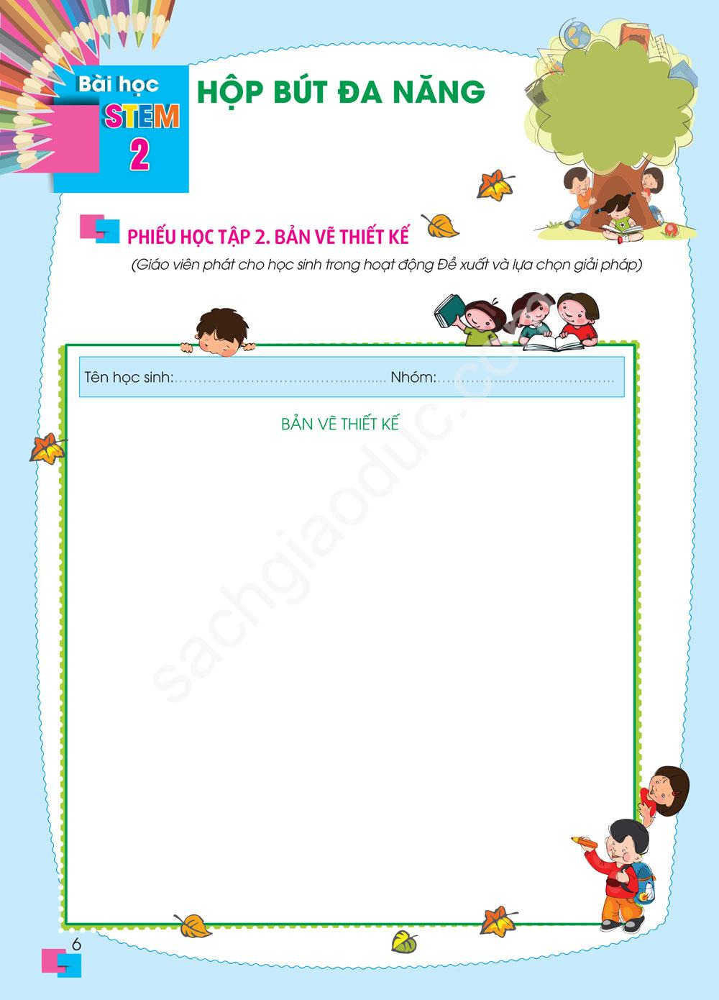 Bài học
STEM
2
HỘP BÚT ĐA NĂNG
PHIẾU HỌC TẬP 2. BẢN VẼ THIẾT KẾ
(Giáo viên phát cho học sinh trong hoạt động Đề xuất và lựa chọn giải pháp)
Tên học sinh:................................................ Nhóm:..........................................
BẢN VẼ THIẾT KẾ
sachgiaoduc.com
6